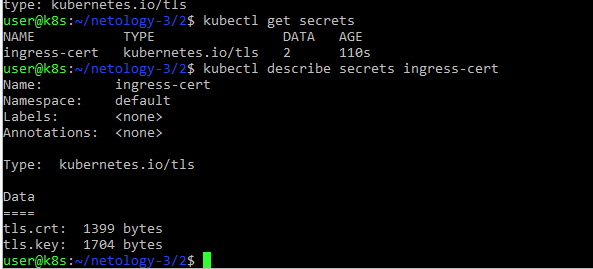 type: kubernetes.io/tls
user@k8s:~/netology-3/2$ kubectl get secrets
NAME           TYPE                DATA   AGE
ingress-cert   kubernetes.io/tls   2      110s
user@k8s:~/netology-3/2$ kubectl describe secrets ingress-cert
Name:         ingress-cert
Namespace:    default
Labels:       <none>
Annotations:  <none>

Type:  kubernetes.io/tls

Data
====
tls.crt:  1399 bytes
tls.key:  1704 bytes
user@k8s:~/netology-3/2$